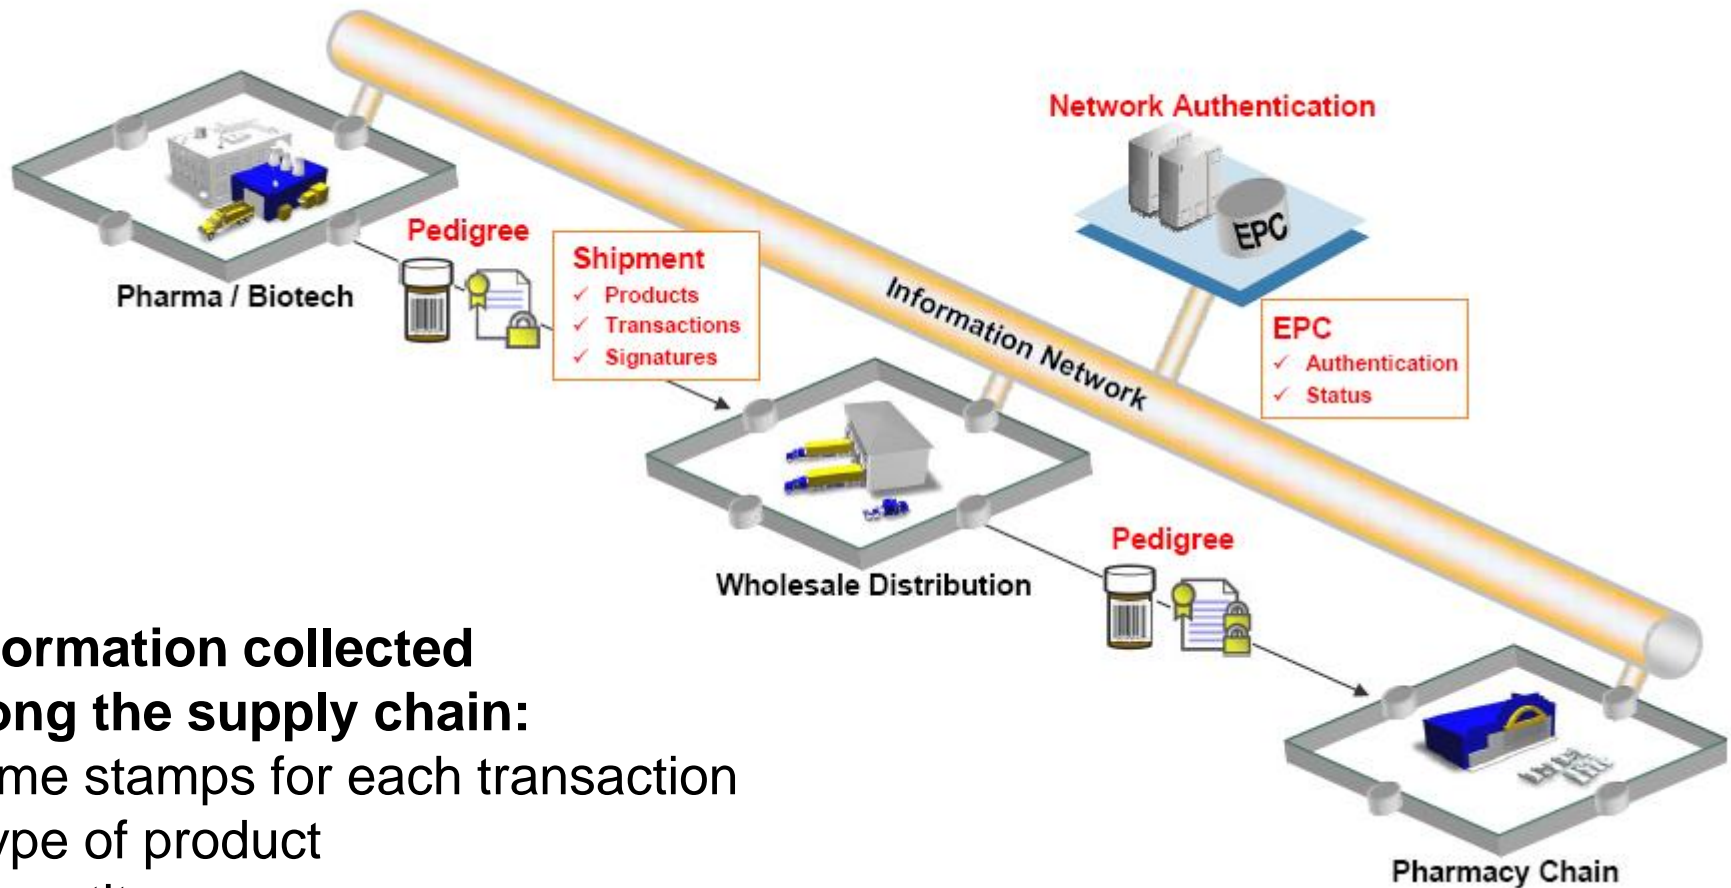 Network Authentication
EPC
Pedigree
Shipment
✓ Products
✓ Transactions
✓ Signatures
Pharma / Biotech
Information Network
EPC
✓ Authentication
✓ Status
Pedigree
Wholesale Distribution
ormation collected
ong the supply chain:
me stamps for each transaction
ype of product
Pharmacy Chain